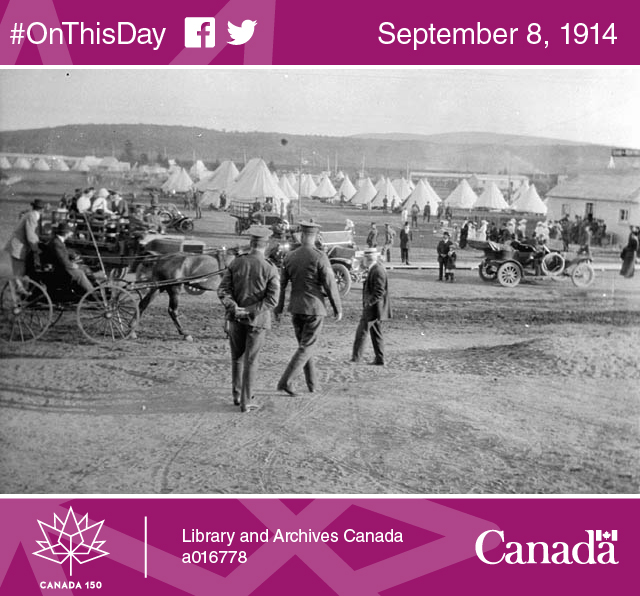 #OnThisDay
September 8, 1914
CANADA 150
Library and Archives Canada
a016778
Canada